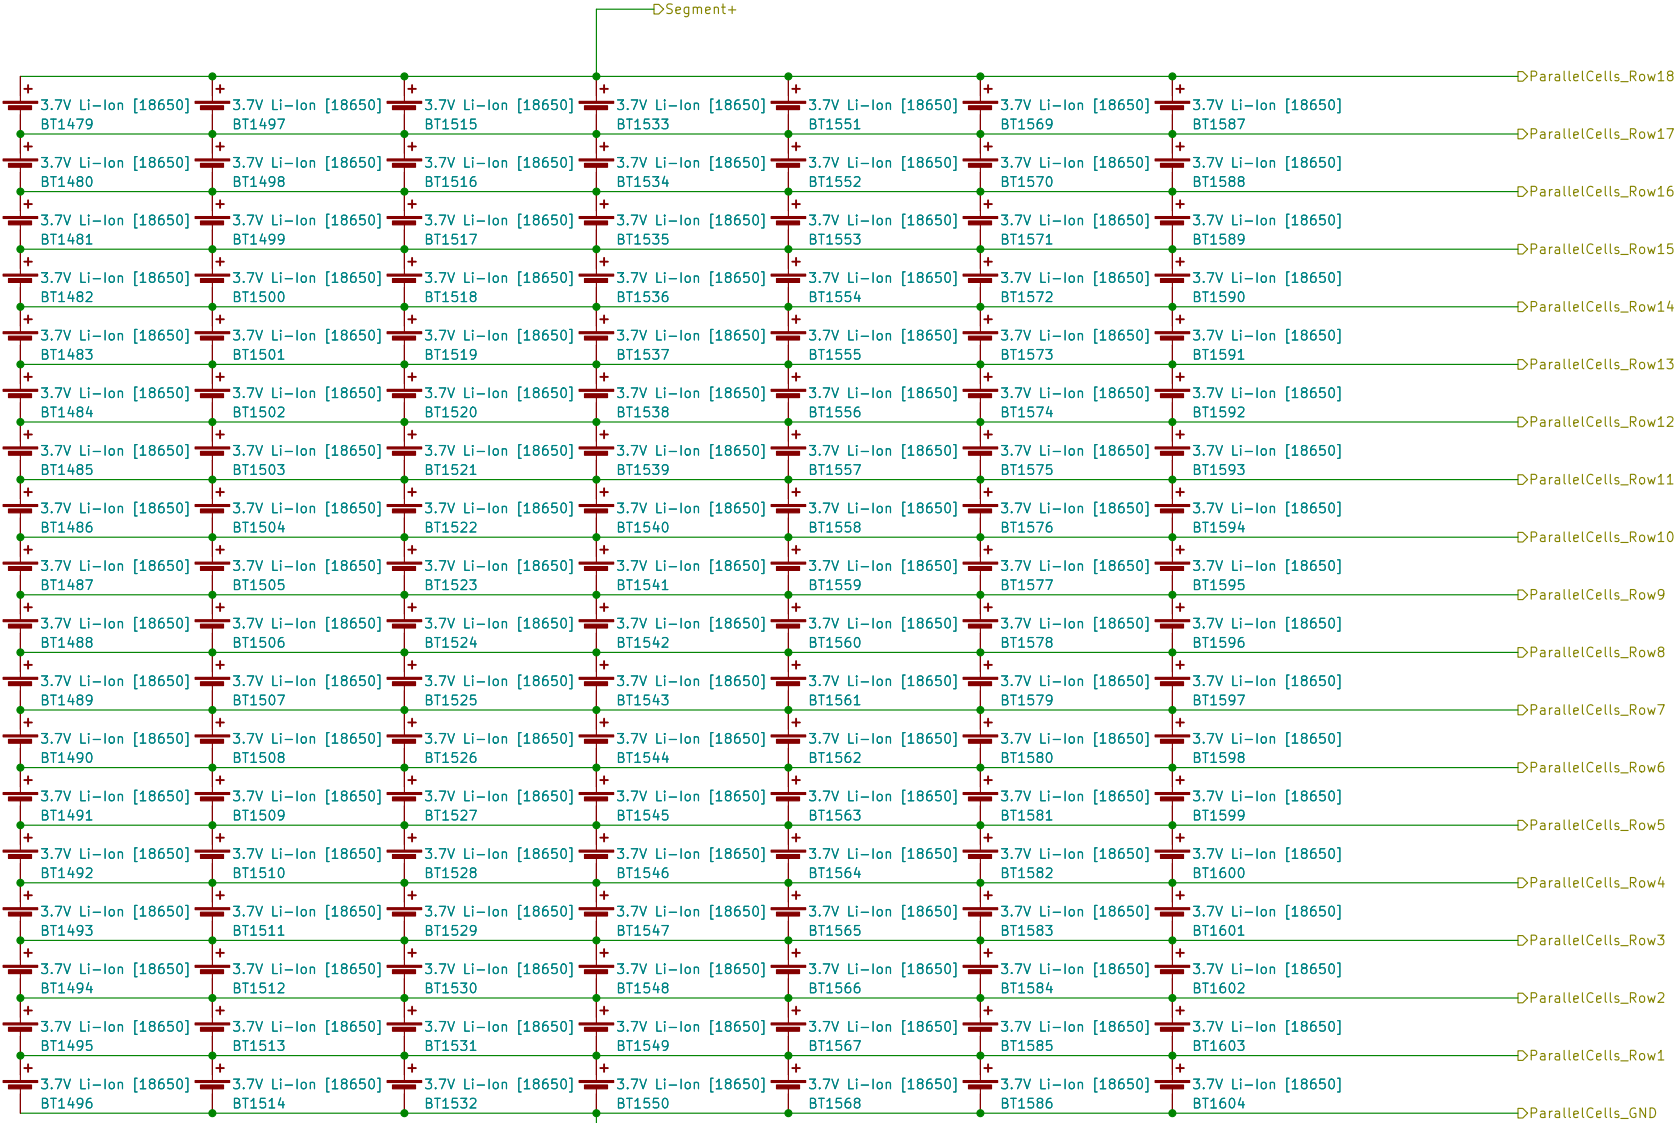 Segment+
ParallelCells_Row18
+ + + + + + +
3.7V Li-Ion [18650] 3.7V Li-Ion [18650] 3.7V Li-Ion [18650] 3.7V Li-Ion [18650] 3.7V Li-Ion [18650] 3.7V Li-Ion [18650] 3.7V Li-Ion [18650]
BT1479 BT1497 BT1515 BT1533 BT1551 BT1569 BT1587
ParallelCells_Row17
+ + + + + + +
3.7V Li-Ion [18650] 3.7V Li-Ion [18650] 3.7V Li-Ion [18650] 3.7V Li-Ion [18650] 3.7V Li-Ion [18650] 3.7V Li-Ion [18650] 3.7V Li-Ion [18650]
BT1480 BT1498 BT1516 BT1534 BT1552 BT1570 BT1588
ParallelCells_Row16
+ + + + + + +
3.7V Li-Ion [18650] 3.7V Li-Ion [18650] 3.7V Li-Ion [18650] 3.7V Li-Ion [18650] 3.7V Li-Ion [18650] 3.7V Li-Ion [18650] 3.7V Li-Ion [18650]
BT1481 BT1499 BT1517 BT1535 BT1553 BT1571 BT1589
ParallelCells_Row15
+ + + + + + +
3.7V Li-Ion [18650] 3.7V Li-Ion [18650] 3.7V Li-Ion [18650] 3.7V Li-Ion [18650] 3.7V Li-Ion [18650] 3.7V Li-Ion [18650] 3.7V Li-Ion [18650]
BT1482 BT1500 BT1518 BT1536 BT1554 BT1572 BT1590
ParallelCells_Row14
+ + + + + + +
3.7V Li-Ion [18650] 3.7V Li-Ion [18650] 3.7V Li-Ion [18650] 3.7V Li-Ion [18650] 3.7V Li-Ion [18650] 3.7V Li-Ion [18650] 3.7V Li-Ion [18650]
BT1483 BT1501 BT1519 BT1537 BT1555 BT1573 BT1591
ParallelCells_Row13
+ + + + + + +
3.7V Li-Ion [18650] 3.7V Li-Ion [18650] 3.7V Li-Ion [18650] 3.7V Li-Ion [18650] 3.7V Li-Ion [18650] 3.7V Li-Ion [18650] 3.7V Li-Ion [18650]
BT1484 BT1502 BT1520 BT1538 BT1556 BT1574 BT1592
ParallelCells_Row12
+ + + + + + +
3.7V Li-Ion [18650] 3.7V Li-Ion [18650] 3.7V Li-Ion [18650] 3.7V Li-Ion [18650] 3.7V Li-Ion [18650] 3.7V Li-Ion [18650] 3.7V Li-Ion [18650]
BT1485 BT1503 BT1521 BT1539 BT1557 BT1575 BT1593
ParallelCells_Row11
+ + + + + + +
3.7V Li-Ion [18650] 3.7V Li-Ion [18650] 3.7V Li-Ion [18650] 3.7V Li-Ion [18650] 3.7V Li-Ion [18650] 3.7V Li-Ion [18650] 3.7V Li-Ion [18650]
BT1486 BT1504 BT1522 BT1540 BT1558 BT1576 BT1594
ParallelCells_Row10
+ + + + + + +
3.7V Li-Ion [18650] 3.7V Li-Ion [18650] 3.7V Li-Ion [18650] 3.7V Li-Ion [18650] 3.7V Li-Ion [18650] 3.7V Li-Ion [18650] 3.7V Li-Ion [18650]
BT1487 BT1505 BT1523 BT1541 BT1559 BT1577 BT1595
ParallelCells_Row9
+ + + + + + +
3.7V Li-Ion [18650] 3.7V Li-Ion [18650] 3.7V Li-Ion [18650] 3.7V Li-Ion [18650] 3.7V Li-Ion [18650] 3.7V Li-Ion [18650] 3.7V Li-Ion [18650]
BT1488 BT1506 BT1524 BT1542 BT1560 BT1578 BT1596
ParallelCells_Row8
+ + + + + + +
3.7V Li-Ion [18650] 3.7V Li-Ion [18650] 3.7V Li-Ion [18650] 3.7V Li-Ion [18650] 3.7V Li-Ion [18650] 3.7V Li-Ion [18650] 3.7V Li-Ion [18650]
BT1489 BT1507 BT1525 BT1543 BT1561 BT1579 BT1597
ParallelCells_Row7
+ + + + + + +
3.7V Li-Ion [18650] 3.7V Li-Ion [18650] 3.7V Li-Ion [18650] 3.7V Li-Ion [18650] 3.7V Li-Ion [18650] 3.7V Li-Ion [18650] 3.7V Li-Ion [18650]
BT1490 BT1508 BT1526 BT1544 BT1562 BT1580 BT1598
ParallelCells_Row6
+ + + + + + +
3.7V Li-Ion [18650] 3.7V Li-Ion [18650] 3.7V Li-Ion [18650] 3.7V Li-Ion [18650] 3.7V Li-Ion [18650] 3.7V Li-Ion [18650] 3.7V Li-Ion [18650]
BT1491 BT1509 BT1527 BT1545 BT1563 BT1581 BT1599
ParallelCells_Row5
+ + + + + + +
3.7V Li-Ion [18650] 3.7V Li-Ion [18650] 3.7V Li-Ion [18650] 3.7V Li-Ion [18650] 3.7V Li-Ion [18650] 3.7V Li-Ion [18650] 3.7V Li-Ion [18650]
BT1492 BT1510 BT1528 BT1546 BT1564 BT1582 BT1600
ParallelCells_Row4
+ + + + + + +
3.7V Li-Ion [18650] 3.7V Li-Ion [18650] 3.7V Li-Ion [18650] 3.7V Li-Ion [18650] 3.7V Li-Ion [18650] 3.7V Li-Ion [18650] 3.7V Li-Ion [18650]
BT1493 BT1511 BT1529 BT1547 BT1565 BT1583 BT1601
ParallelCells_Row3
+ + + + + + +
3.7V Li-Ion [18650] 3.7V Li-Ion [18650] 3.7V Li-Ion [18650] 3.7V Li-Ion [18650] 3.7V Li-Ion [18650] 3.7V Li-Ion [18650] 3.7V Li-Ion [18650]
BT1494 BT1512 BT1530 BT1548 BT1566 BT1584 BT1602
ParallelCells_Row2
+ + + + + + +
3.7V Li-Ion [18650] 3.7V Li-Ion [18650] 3.7V Li-Ion [18650] 3.7V Li-Ion [18650] 3.7V Li-Ion [18650] 3.7V Li-Ion [18650] 3.7V Li-Ion [18650]
BT1495 BT1513 BT1531 BT1549 BT1567 BT1585 BT1603
ParallelCells_Row1
+ + + + + + +
3.7V Li-Ion [18650] 3.7V Li-Ion [18650] 3.7V Li-Ion [18650] 3.7V Li-Ion [18650] 3.7V Li-Ion [18650] 3.7V Li-Ion [18650] 3.7V Li-Ion [18650]
BT1496 BT1514 BT1532 BT1550 BT1568 BT1586 BT1604
ParallelCells_GND